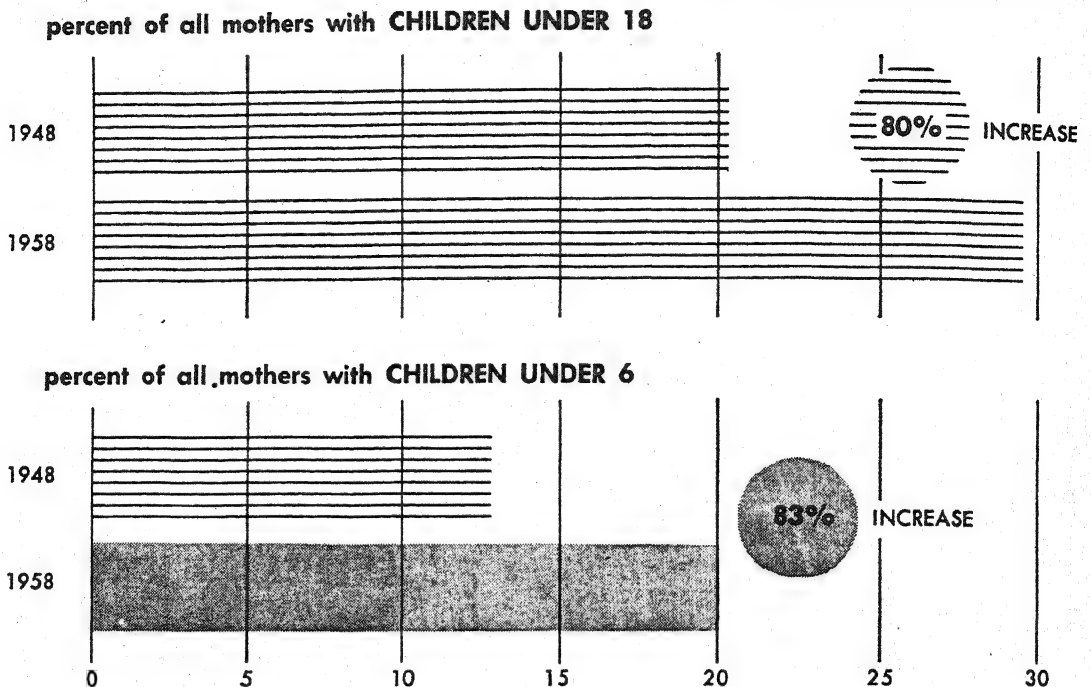 percent of all mothers with CHILDREN UNDER 18
1948
80% INCREASE
1958
percent of all mothers with CHILDREN UNDER 6
1948
83% INCREASE
1958
0 5 10 15 20 25 30